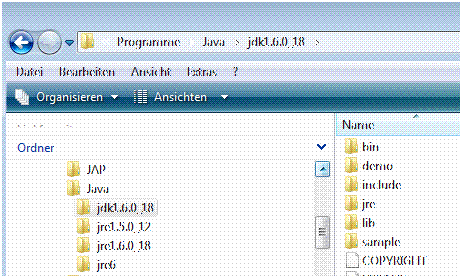 Programme › Java › jdk1.6.0_18 ›
Datei Bearbeiten Ansicht Extras ?
Organisieren Ansichten
Ordner
JAP
Java
jdk1.6.0_18
jre1.5.0_12
jre1.6.0_18
jre6
Name
bin
demo
include
jre
lib
sample
COPYRIGHT